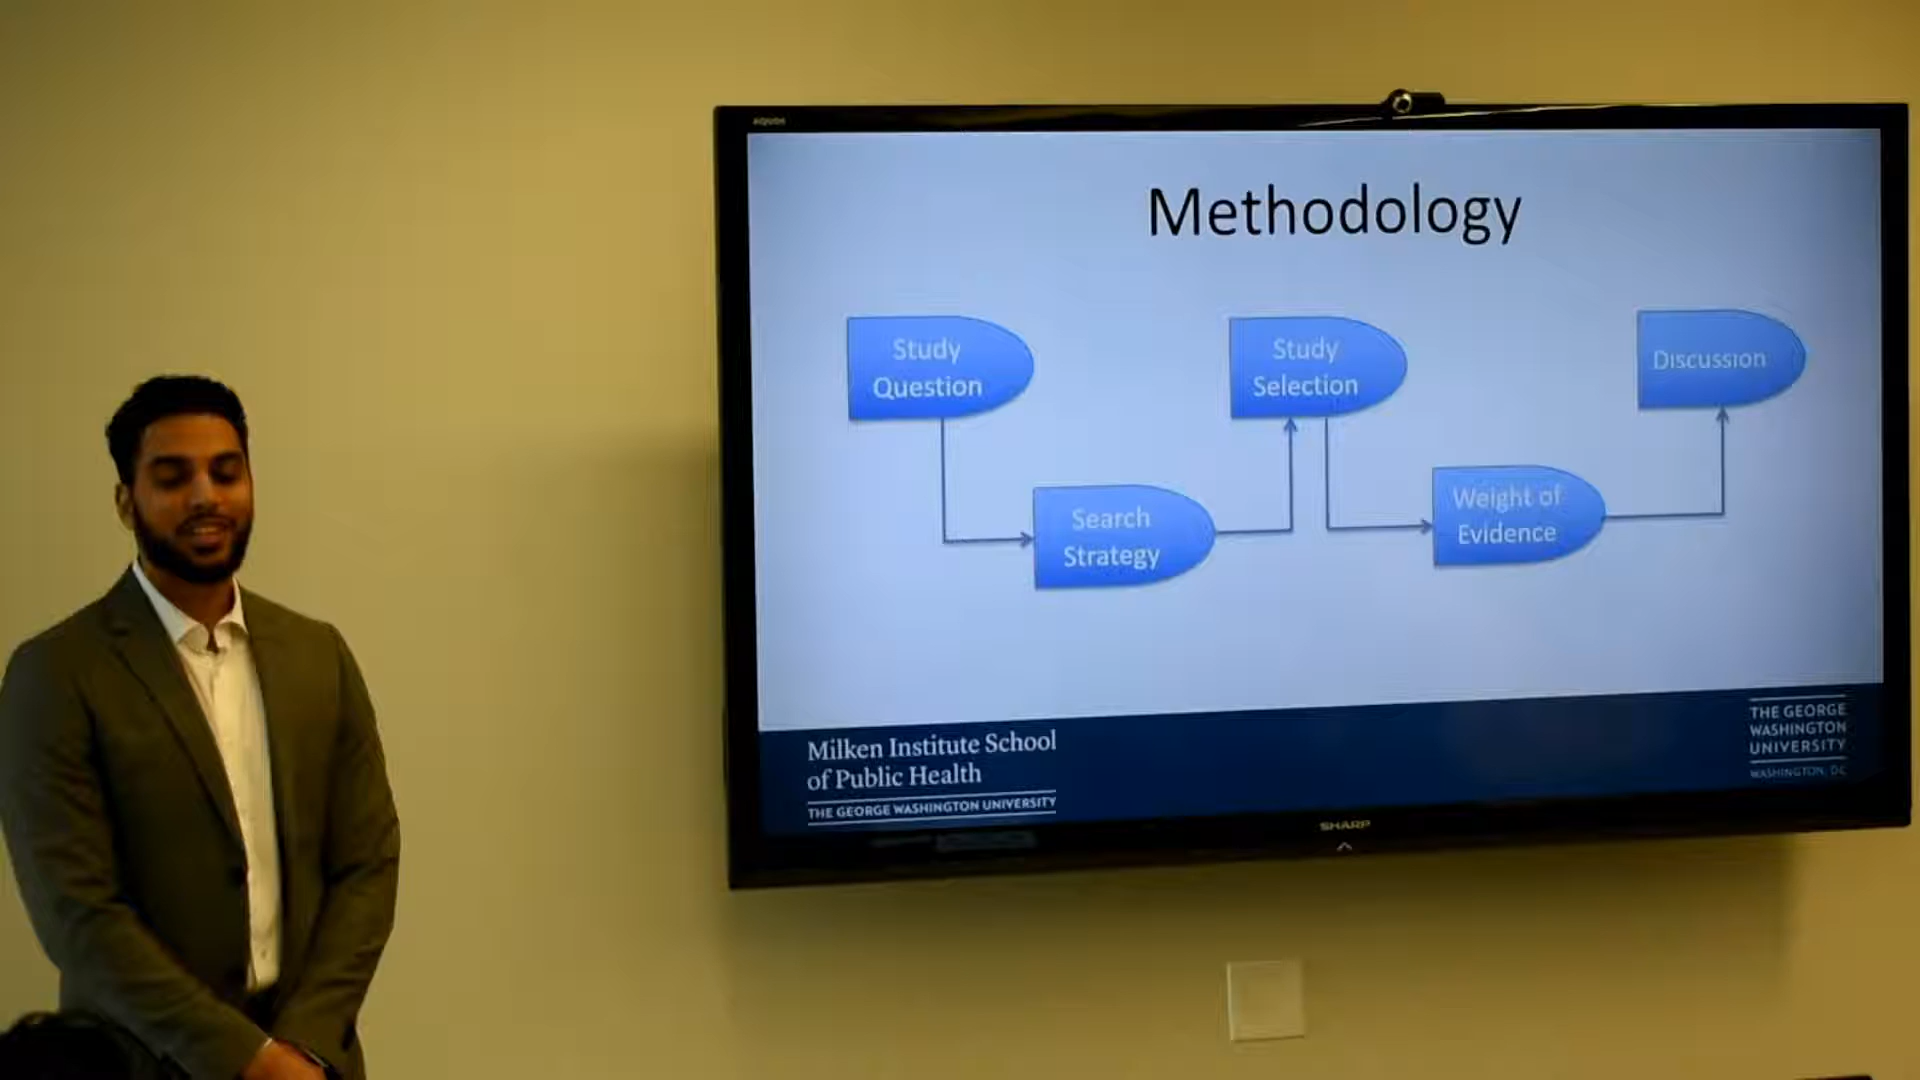 AQUOS
Methodology
Study
Question
Search
Strategy
Study
Selection
Weight of
Evidence
Discussion
Milken Institute School
of Public Health
THE GEORGE WASHINGTON UNIVERSITY
THE GEORGE
WASHINGTON
UNIVERSITY
WASHINGTON, DC
SHARP